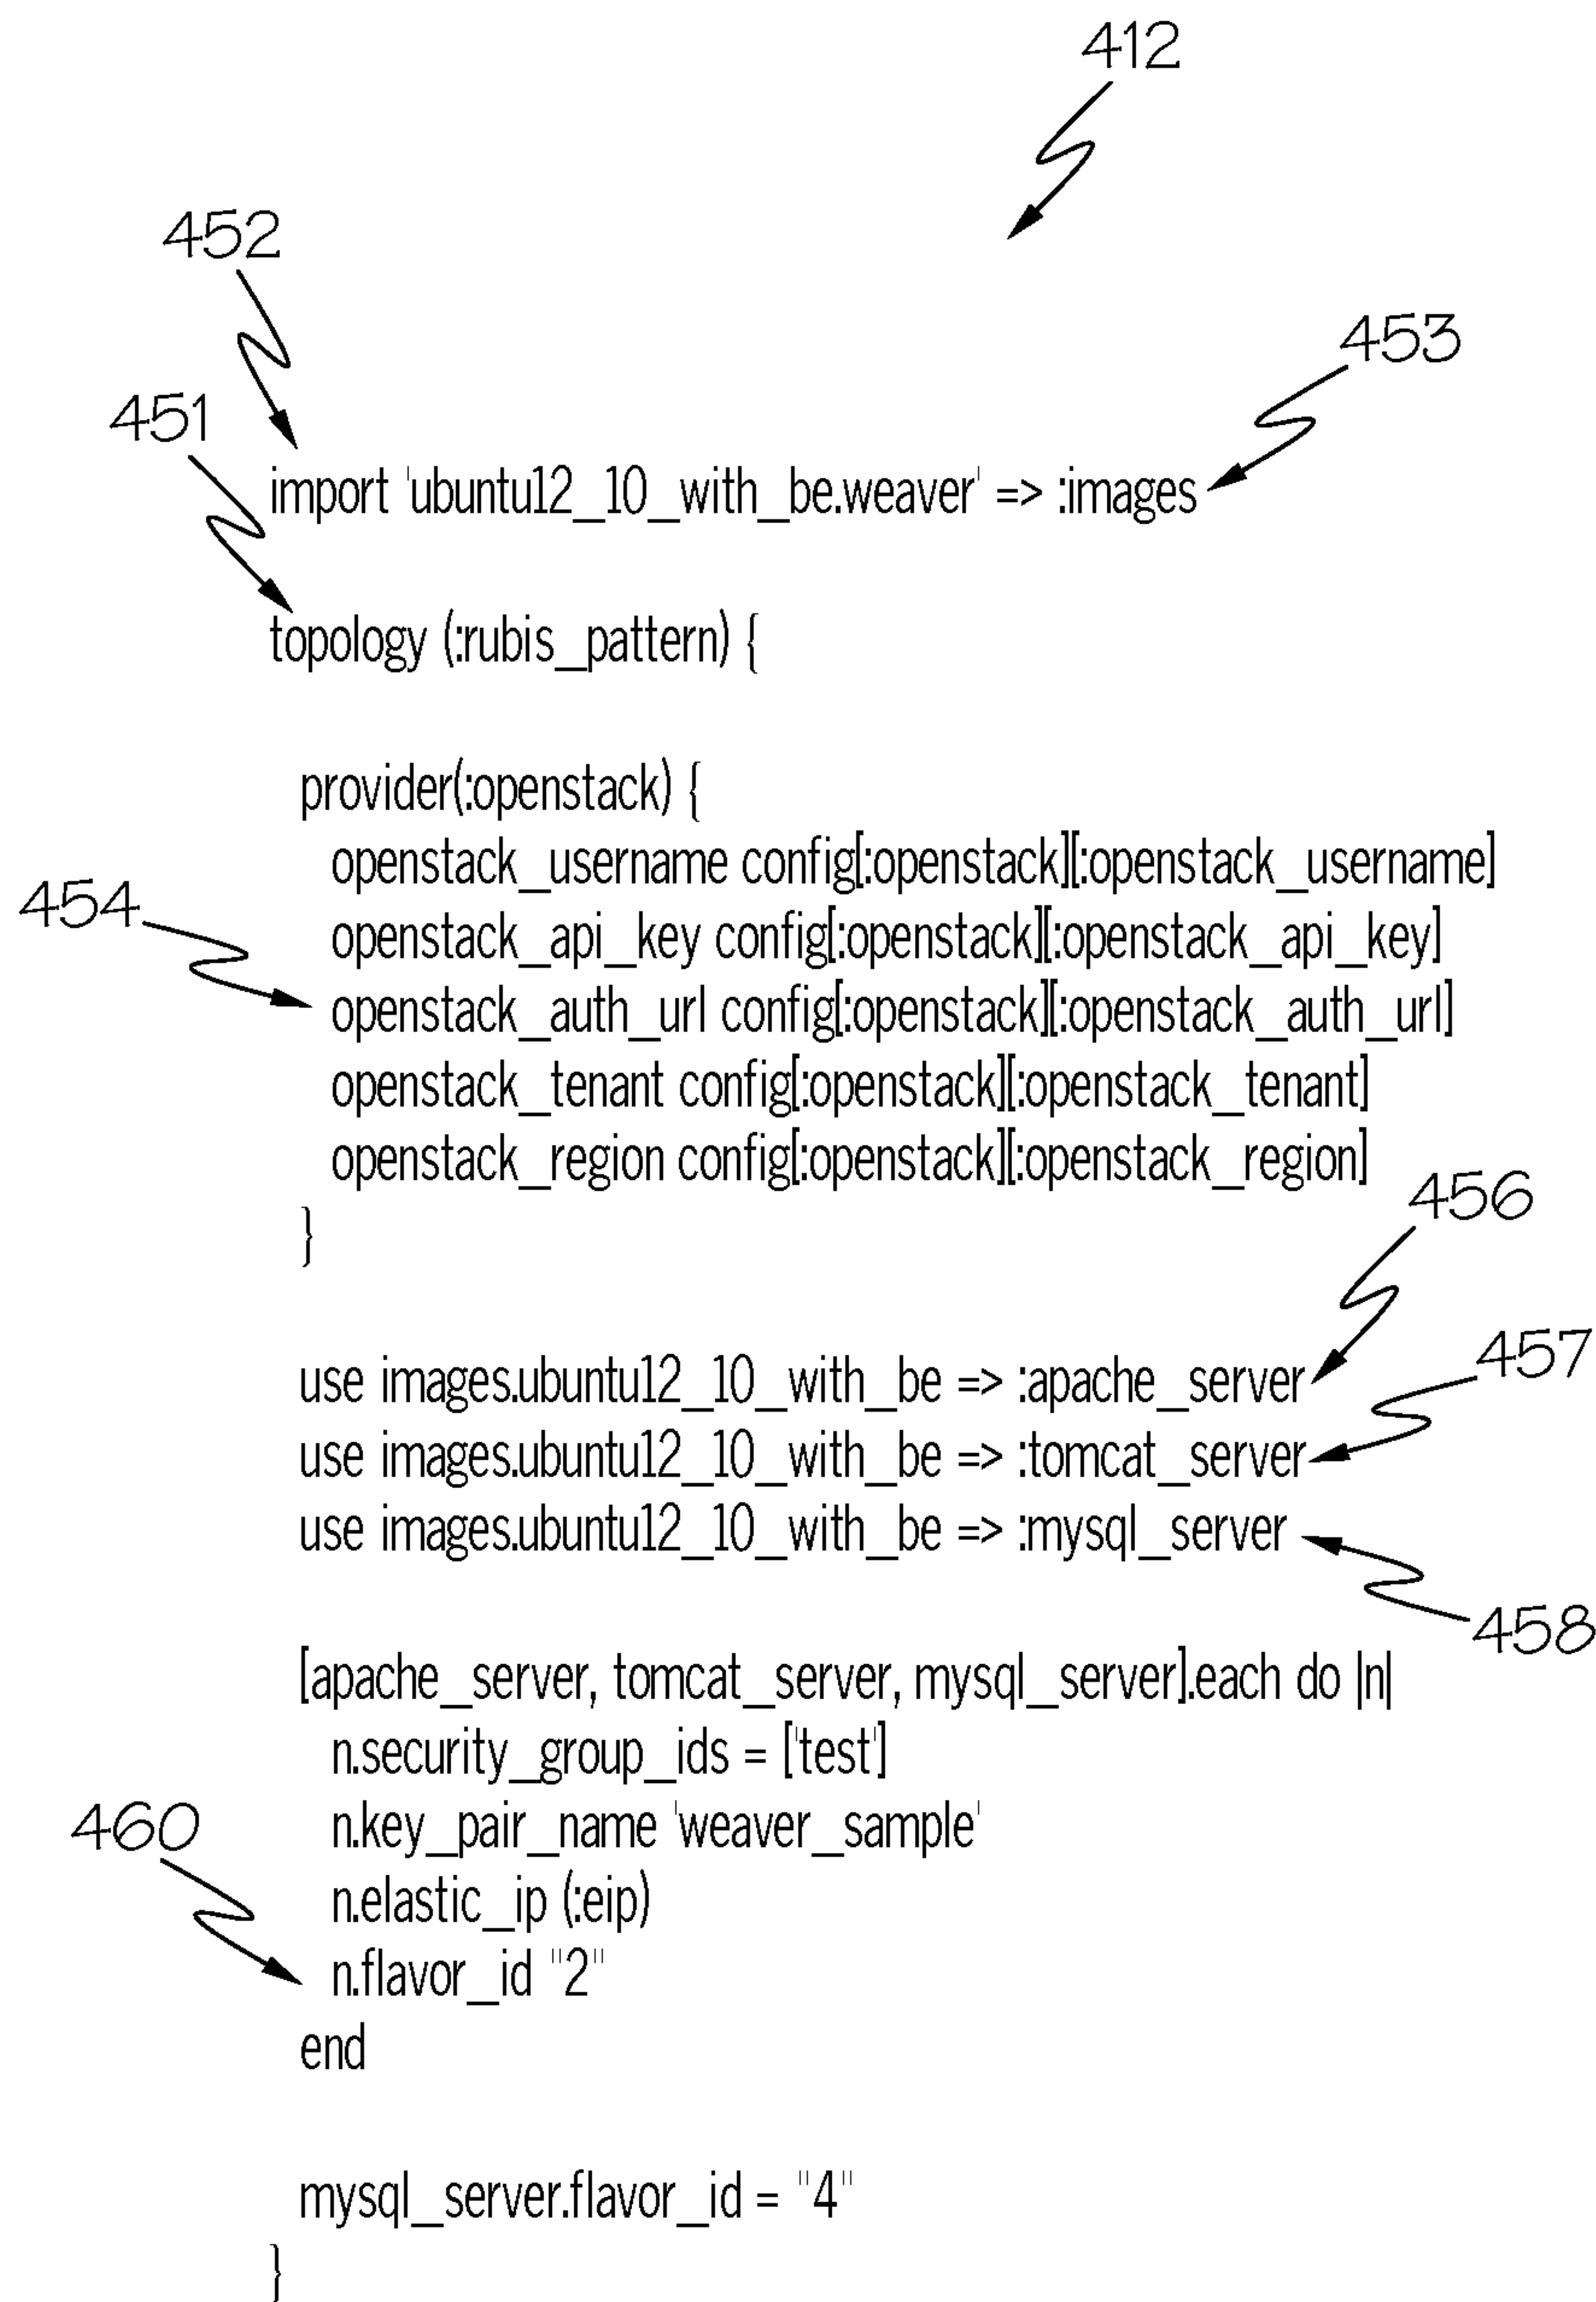 412
452
453
451
import 'ubuntu12_10_with_be.weaver' => :images
topology (:rubis_pattern) {
provider(:openstack) {
openstack_username config[:openstack][:openstack_username]
454
openstack_api_key config[:openstack][:openstack_api_key]
openstack_auth_url config[:openstack][:openstack_auth_url]
openstack_tenant config[:openstack][:openstack_tenant]
openstack_region config[:openstack][:openstack_region]
456
}
457
use images.ubuntu12_10_with_be => :apache_server
use images.ubuntu12_10_with_be => :tomcat_server
use images.ubuntu12_10_with_be => :mysql_server
458
[apache_server, tomcat_server, mysql_server].each do |n|
n.security_group_ids = ['test']
460
n.key_pair_name 'weaver_sample'
n.elastic_ip (:eip)
n.flavor_id "2"
end
mysql_server.flavor_id = "4"
}